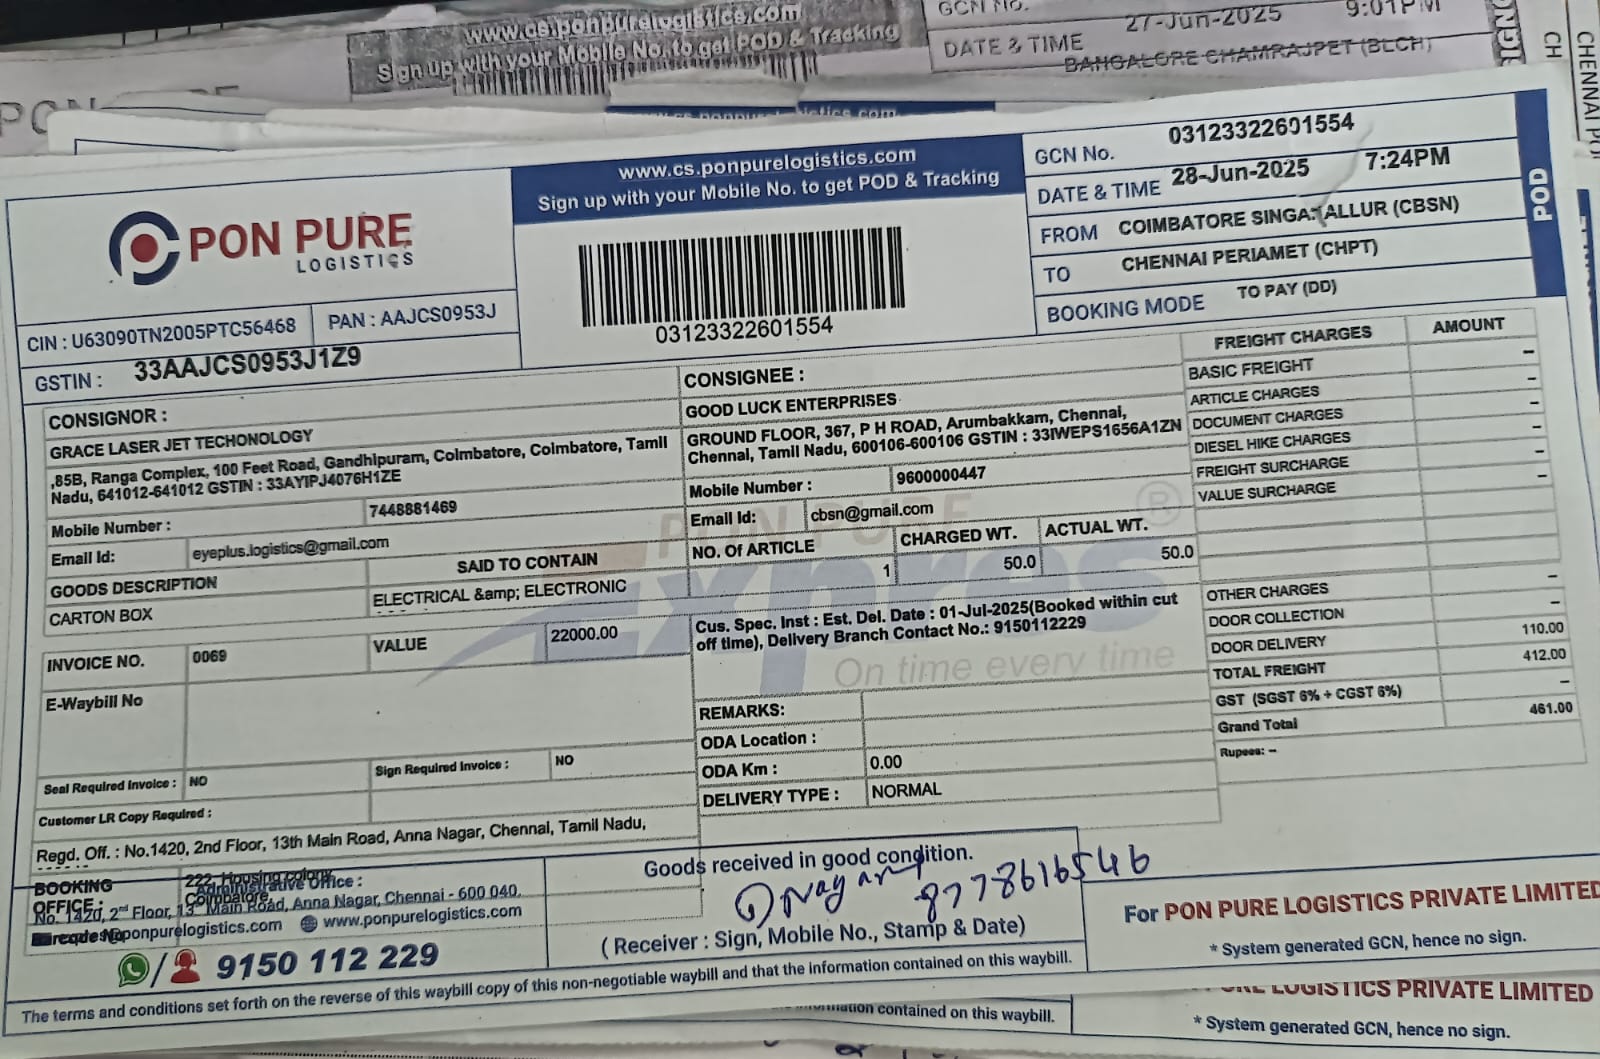 www.cs.ponpurelogistics.com
Sign up with your Mobile No. to get POD & Tracking
GCN No.
DATE & TIME 27-Jun-2025 9:01PM
BANGALORE CHAMRAJPET (BLCH)
CH
CHENNAI
www.cs.ponpurelogistics.com
Sign up with your Mobile No. to get POD & Tracking
PON PURE
LOGISTICS
03123322601554
GCN No. 03123322601554
DATE & TIME 28-Jun-2025 7:24PM
FROM COIMBATORE SINGANALLUR (CBSN)
TO CHENNAI PERIAMET (CHPT)
BOOKING MODE TO PAY (DD)
POD
CIN : U63090TN2005PTC56468 PAN : AAJCS0953J
GSTIN : 33AAJCS0953J1Z9
CONSIGNOR :
GRACE LASER JET TECHONOLOGY
,85B, Ranga Complex, 100 Feet Road, Gandhipuram, Coimbatore, Coimbatore, Tamil
Nadu, 641012-641012 GSTIN : 33AYIPJ4076H1ZE
Mobile Number : 7448881469
Email Id: eyeplus.logistics@gmail.com
GOODS DESCRIPTION SAID TO CONTAIN
CARTON BOX ELECTRICAL &amp; ELECTRONIC
INVOICE NO. 0069 VALUE 22000.00
E-Waybill No
Seal Required Invoice : NO Sign Required Invoice : NO
Customer LR Copy Required :
CONSIGNEE :
GOOD LUCK ENTERPRISES
GROUND FLOOR, 367, P H ROAD, Arumbakkam, Chennai,
Chennai, Tamil Nadu, 600106-600106 GSTIN : 33IWEPS1656A1ZN
Mobile Number : 9600000447
Email Id: cbsn@gmail.com
NO. Of ARTICLE CHARGED WT. ACTUAL WT.
1 50.0 50.0
Cus. Spec. Inst : Est. Del. Date : 01-Jul-2025(Booked within cut
off time), Delivery Branch Contact No.: 9150112229
PON PURE
Expres
On time every time
REMARKS:
ODA Location :
ODA Km : 0.00
DELIVERY TYPE : NORMAL
FREIGHT CHARGES AMOUNT
BASIC FREIGHT –
ARTICLE CHARGES –
DOCUMENT CHARGES –
DIESEL HIKE CHARGES –
FREIGHT SURCHARGE –
VALUE SURCHARGE –
OTHER CHARGES –
DOOR COLLECTION –
DOOR DELIVERY 110.00
TOTAL FREIGHT 412.00
GST (SGST 6% + CGST 6%) –
Grand Total 461.00
Rupees: –
Regd. Off. : No.1420, 2nd Floor, 13th Main Road, Anna Nagar, Chennai, Tamil Nadu,
BOOKING OFFICE : 222, Housing colony,
Coimbatore,
Administrative Office :
No. 1420, 2nd Floor, 13th Main Road, Anna Nagar, Chennai - 600 040.
@ponpurelogistics.com www.ponpurelogistics.com
9150 112 229
Goods received in good condition.
8778616546
( Receiver : Sign, Mobile No., Stamp & Date)
For PON PURE LOGISTICS PRIVATE LIMITED
* System generated GCN, hence no sign.
The terms and conditions set forth on the reverse of this waybill copy of this non-negotiable waybill and that the information contained on this waybill.
contained on this waybill.
LOGISTICS PRIVATE LIMITED
* System generated GCN, hence no sign.